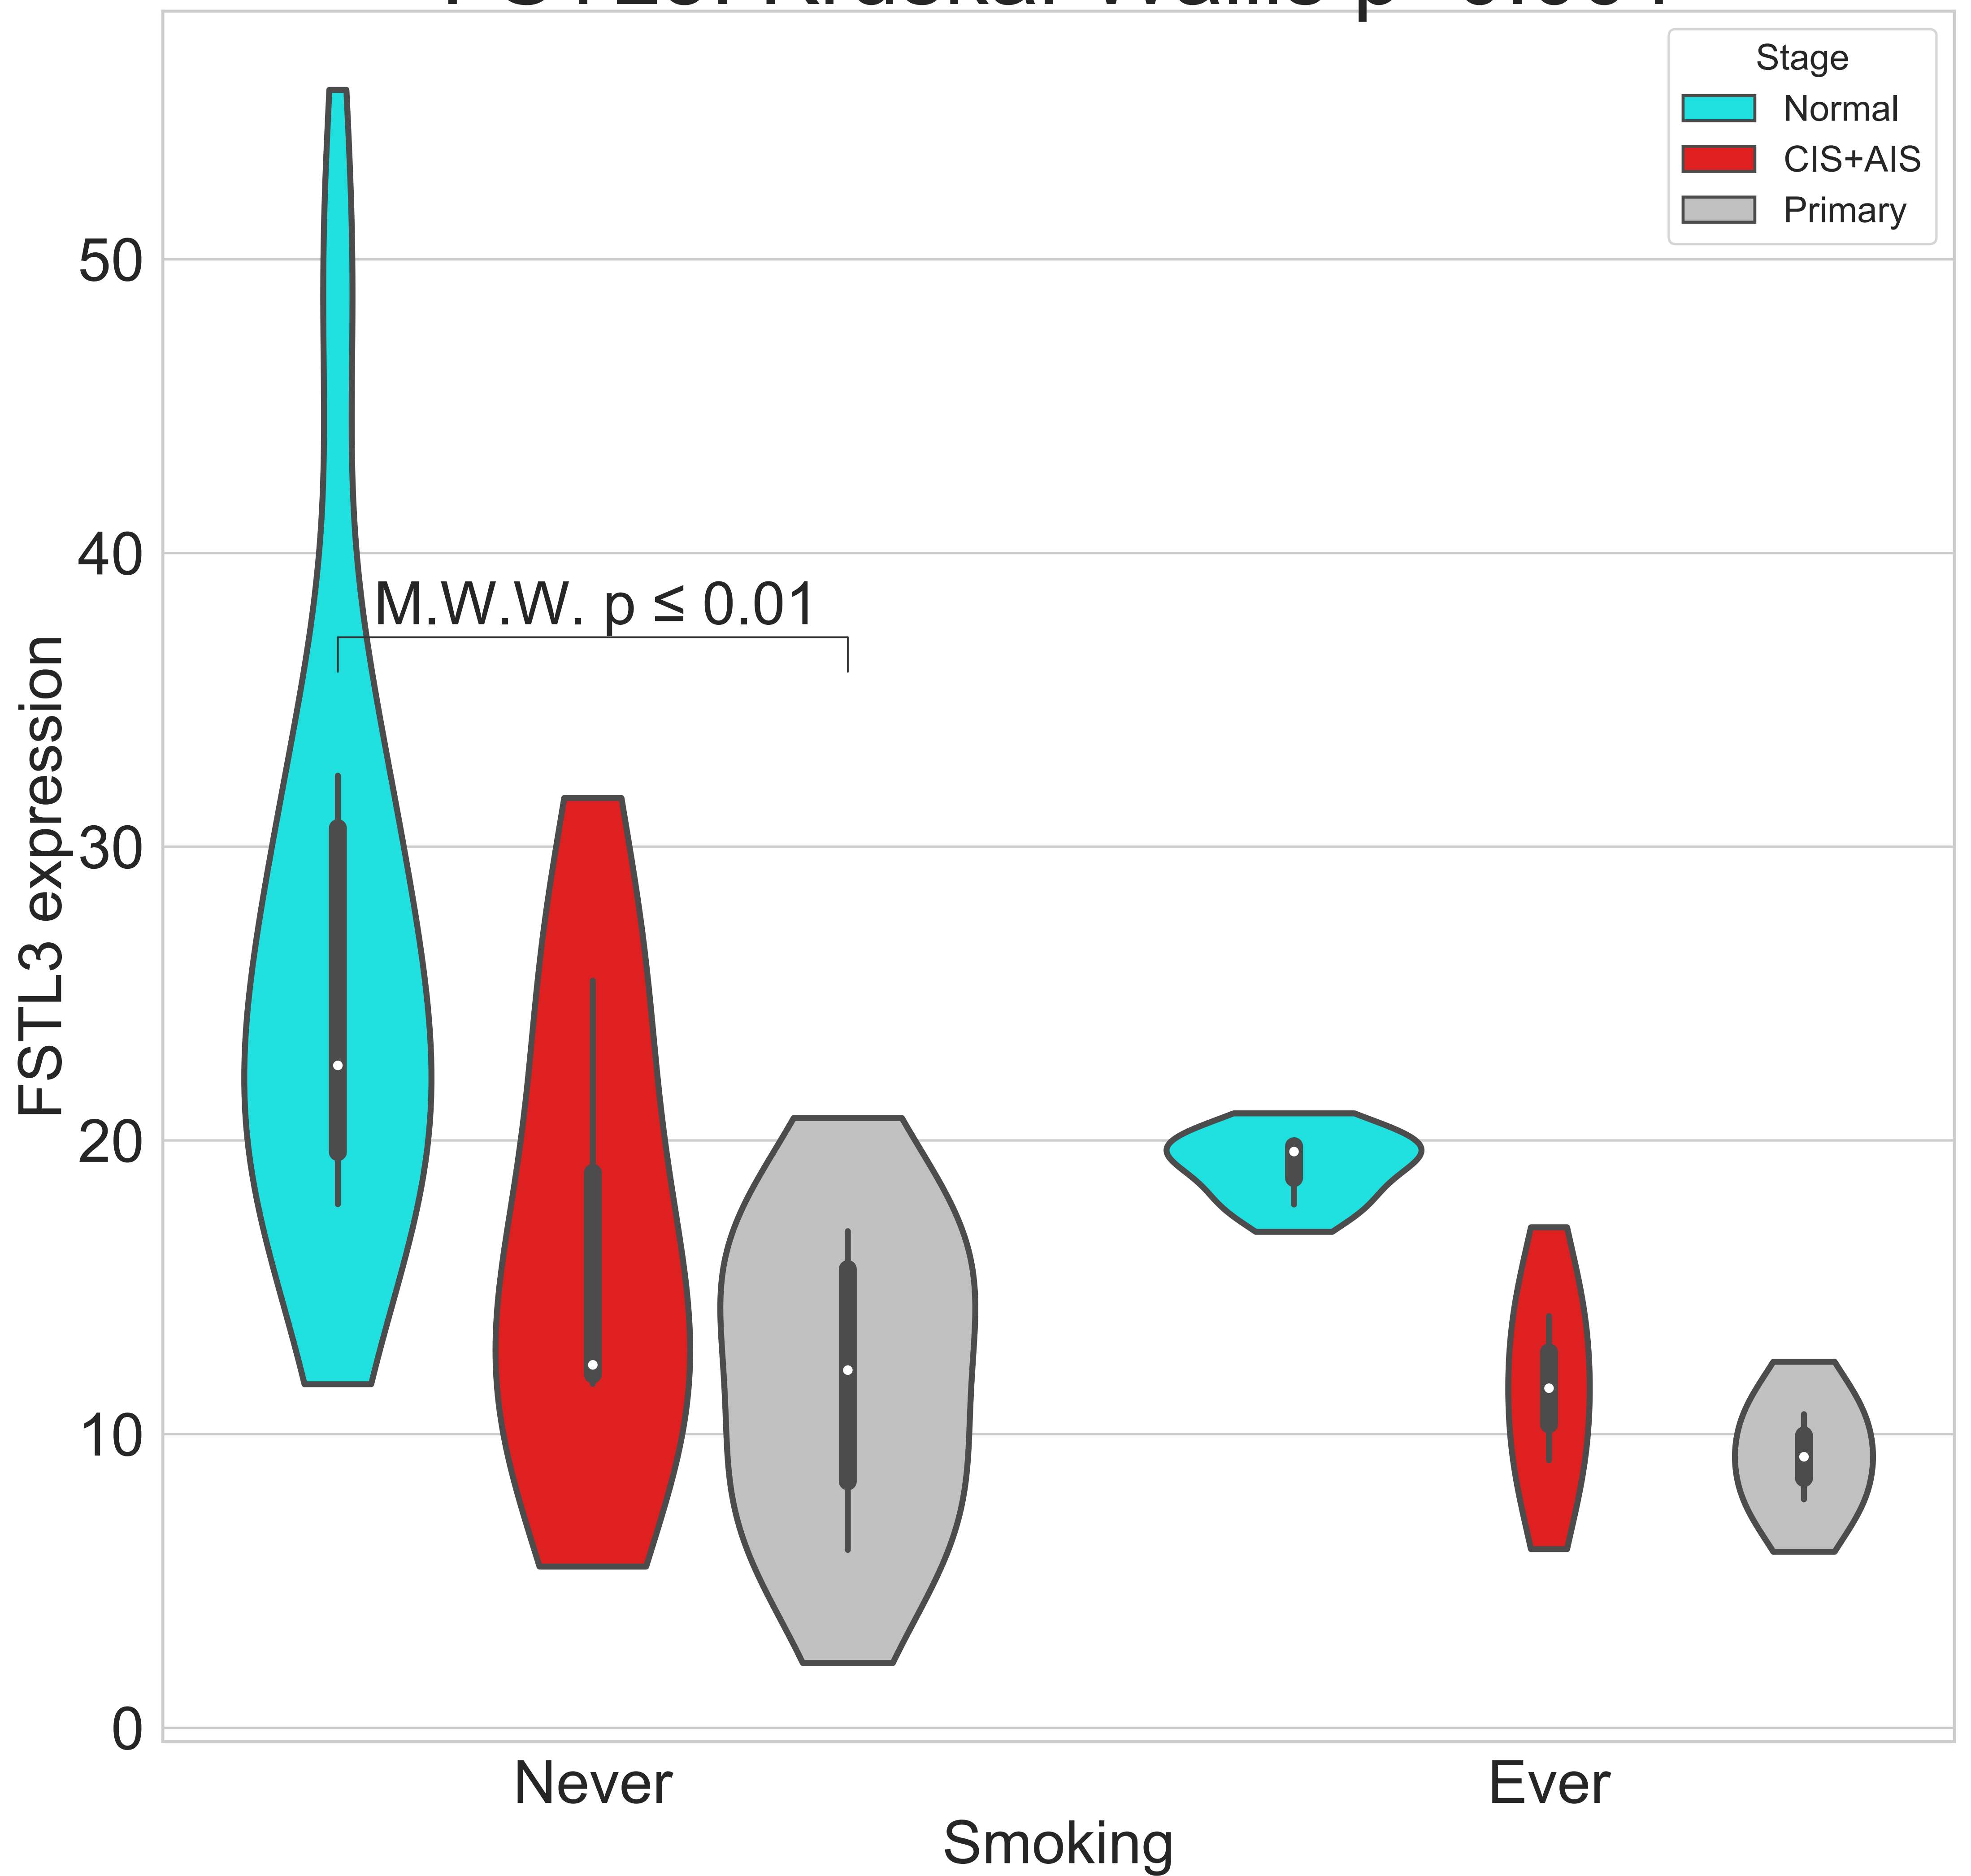 Stage
Normal
CIS+AIS
Primary
50
40
M.W.W. p ≤ 0.01
30
20
10
0
FSTL3 expression
Never
Ever
Smoking